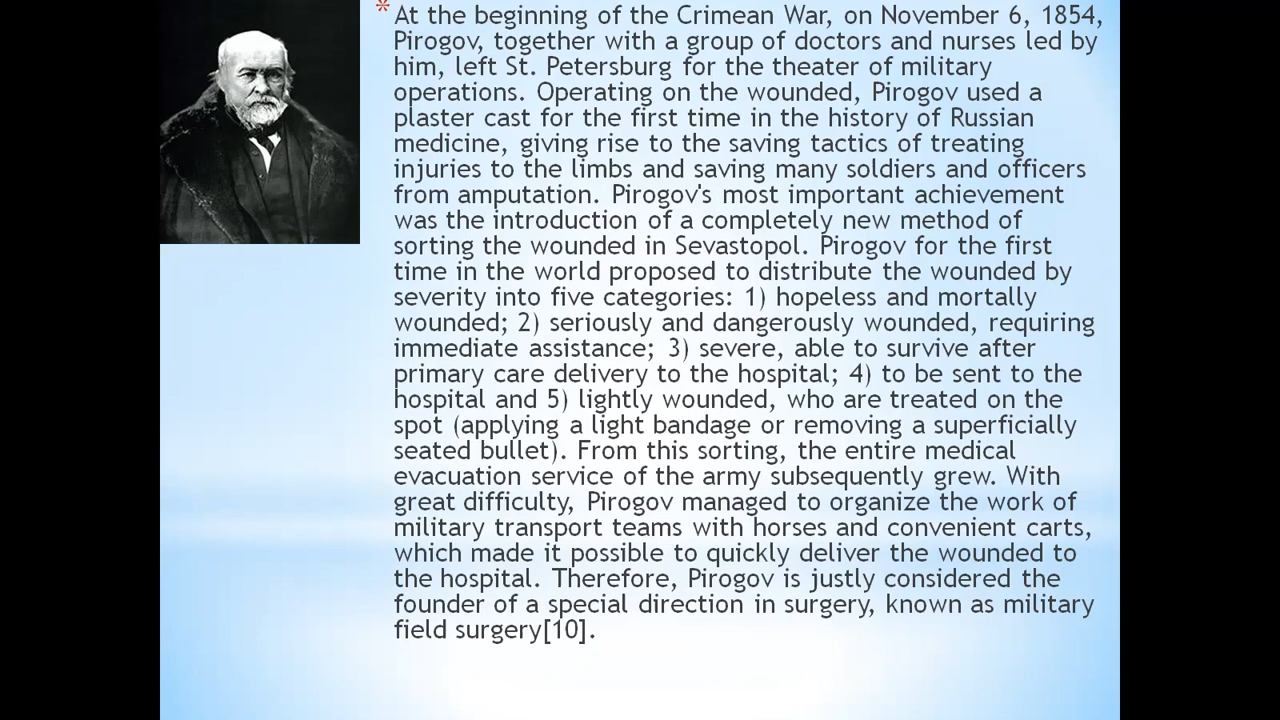 * At the beginning of the Crimean War, on November 6, 1854,
Pirogov, together with a group of doctors and nurses led by
him, left St. Petersburg for the theater of military
operations. Operating on the wounded, Pirogov used a
plaster cast for the first time in the history of Russian
medicine, giving rise to the saving tactics of treating
injuries to the limbs and saving many soldiers and officers
from amputation. Pirogov's most important achievement
was the introduction of a completely new method of
sorting the wounded in Sevastopol. Pirogov for the first
time in the world proposed to distribute the wounded by
severity into five categories: 1) hopeless and mortally
wounded; 2) seriously and dangerously wounded, requiring
immediate assistance; 3) severe, able to survive after
primary care delivery to the hospital; 4) to be sent to the
hospital and 5) lightly wounded, who are treated on the
spot (applying a light bandage or removing a superficially
seated bullet). From this sorting, the entire medical
evacuation service of the army subsequently grew. With
great difficulty, Pirogov managed to organize the work of
military transport teams with horses and convenient carts,
which made it possible to quickly deliver the wounded to
the hospital. Therefore, Pirogov is justly considered the
founder of a special direction in surgery, known as military
field surgery[10].